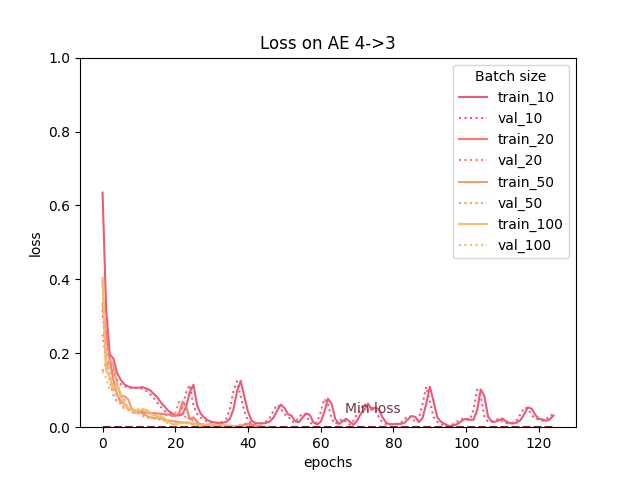 Loss on AE 4->3
1.0
0.8
0.6
0.4
0.2
0.0
loss
0
20
40
60
80
100
120
epochs
Min loss
Batch size
train_10
val_10
train_20
val_20
train_50
val_50
train_100
val_100